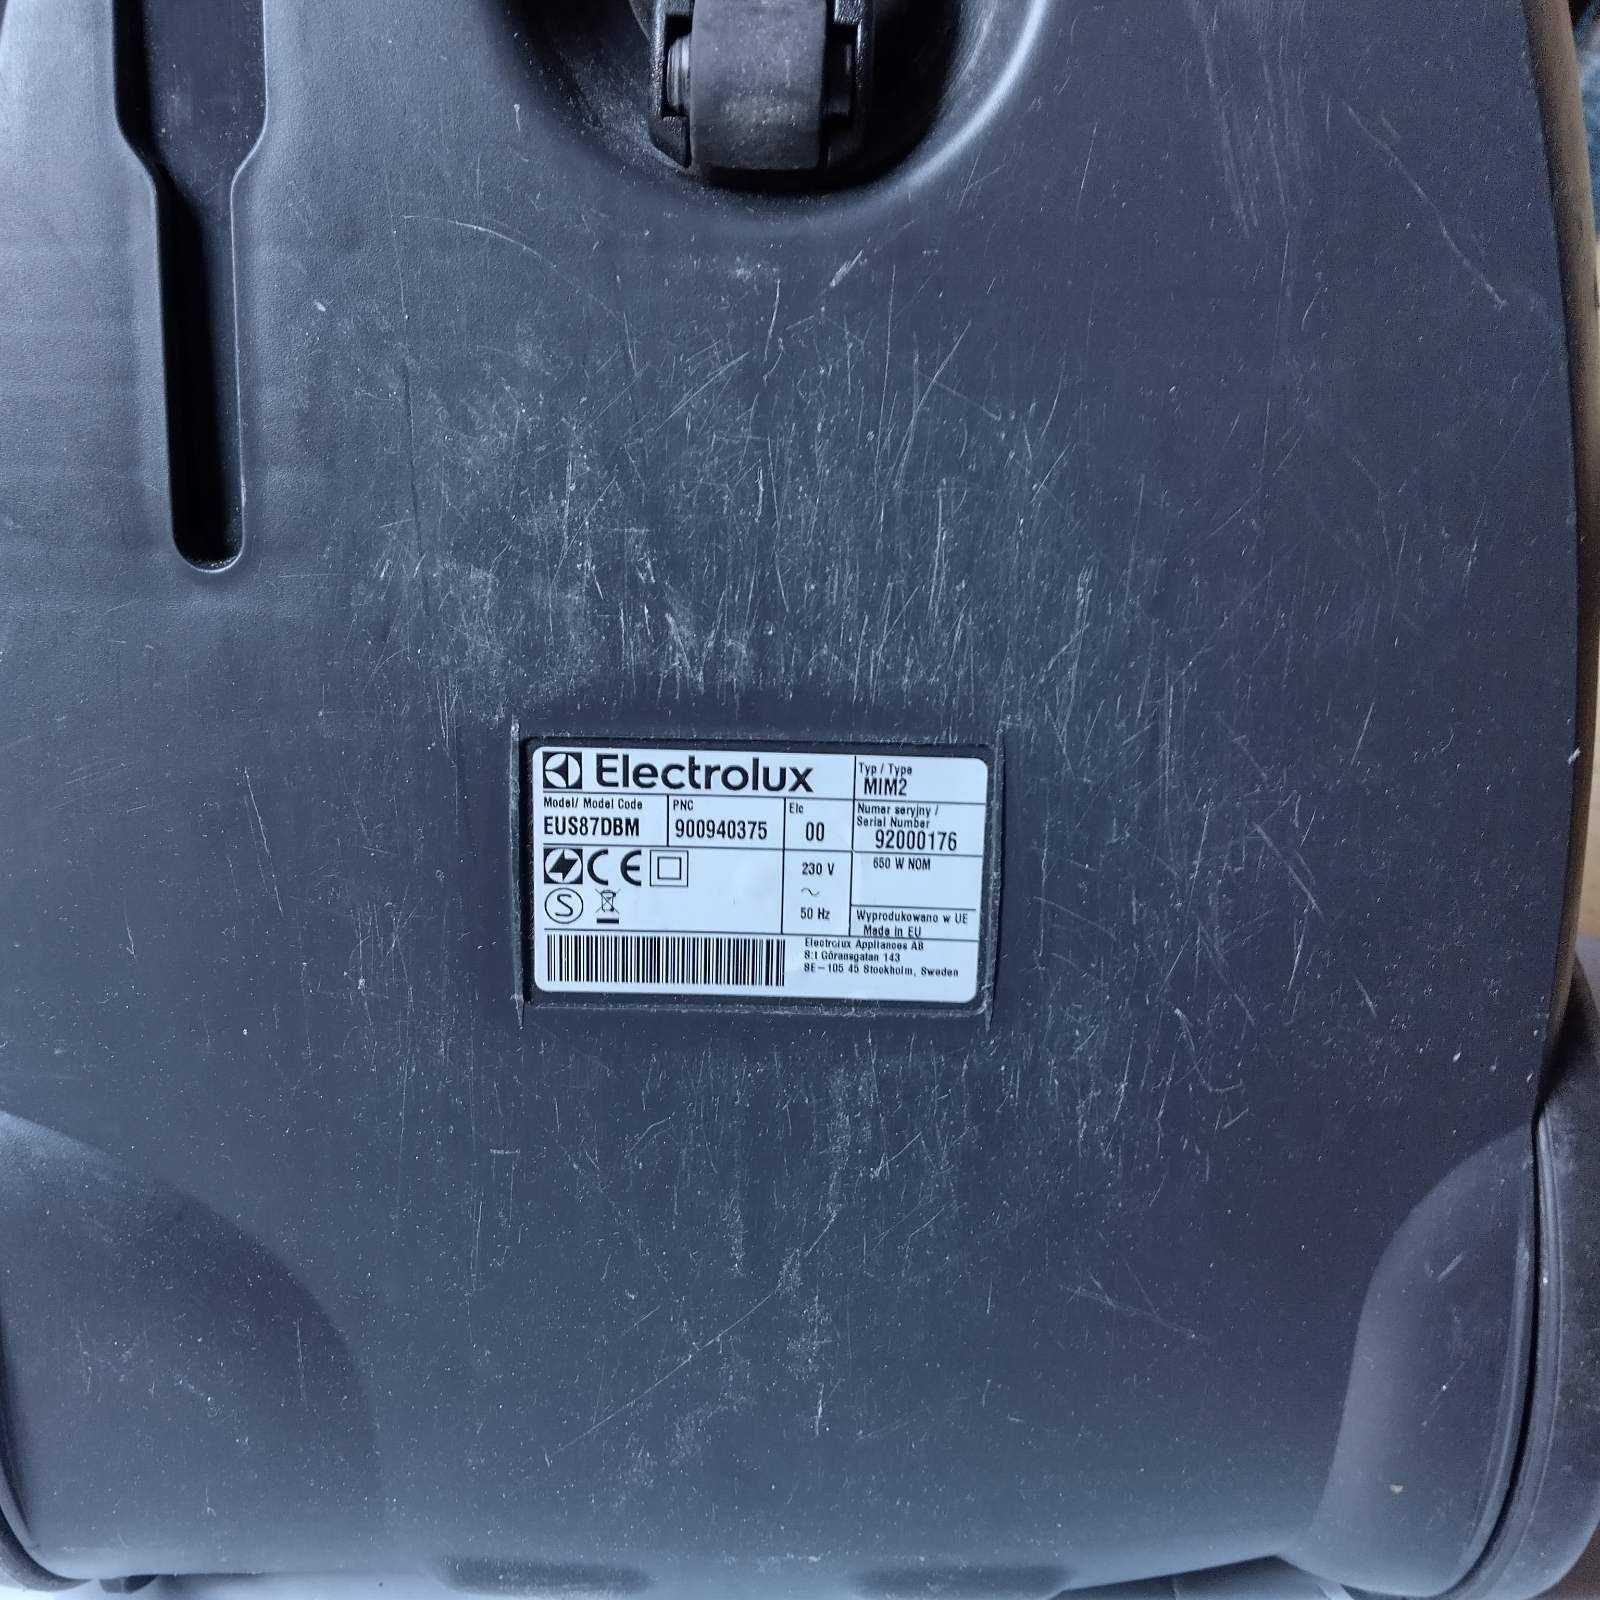 Electrolux
Typ / Type
MIM2
Model/ Model Code
EUS87DBM
PNC
900940375
Elc
00
Numer seryjny /
Serial Number
92000176
CE
S
230 V
~
50 Hz
650 W NOM
Wyprodukowano w UE
Made in EU
Electrolux Appliances AB
S:t Göransgatan 143
SE-105 45 Stockholm, Sweden